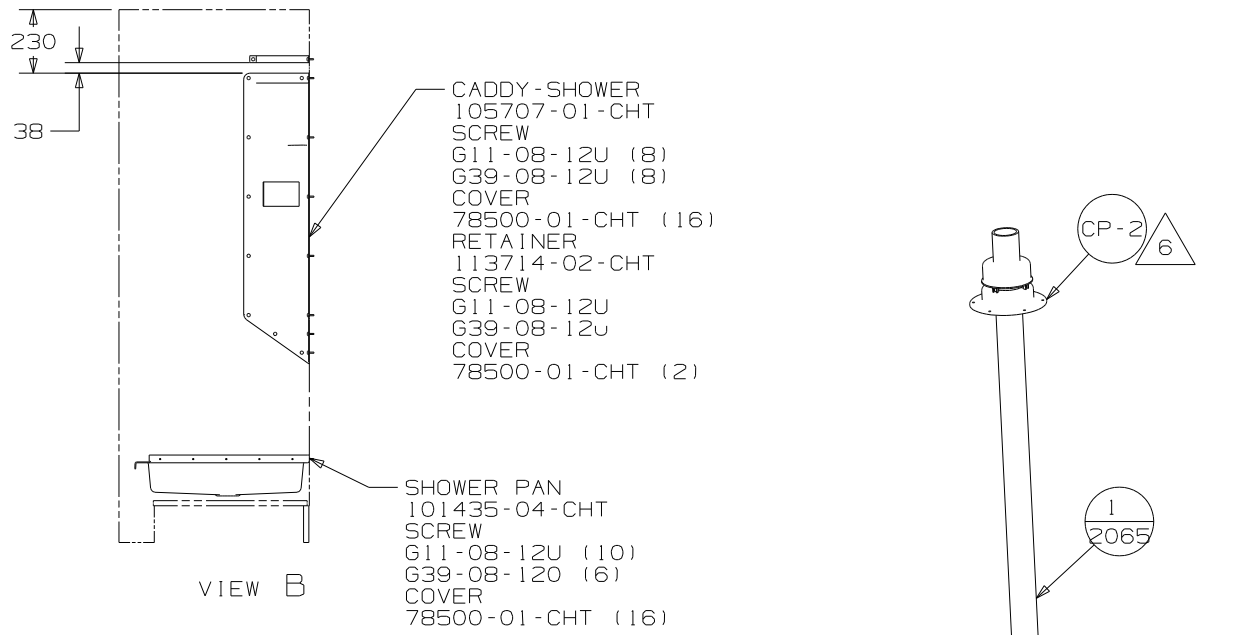 230
38
CADDY-SHOWER
105707-01-CHT
SCREW
G11-08-12U (8)
G39-08-12U (8)
COVER
78500-01-CHT (16)
RETAINER
113714-02-CHT
SCREW
G11-08-12U
G39-08-12U
COVER
78500-01-CHT (2)
SHOWER PAN
101435-04-CHT
SCREW
G11-08-12U (10)
G39-08-120 (6)
COVER
78500-01-CHT (16)
VIEW B
CP-2
6
1
2065